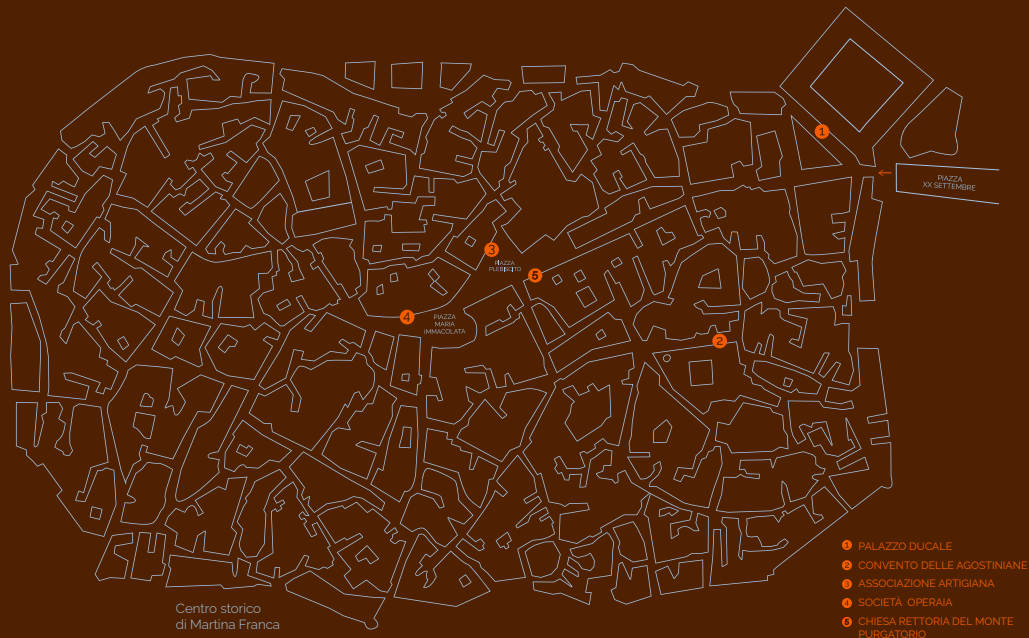 1
PIAZZA
XX SETTEMBRE
3
PIAZZA
PLEBISCITO
5
4
PIAZZA
MARIA
IMMACOLATA
2
1 PALAZZO DUCALE
2 CONVENTO DELLE AGOSTINIANE
3 ASSOCIAZIONE ARTIGIANA
4 SOCIETÀ OPERAIA
5 CHIESA RETTORIA DEL MONTE
PURGATORIO
Centro storico
di Martina Franca